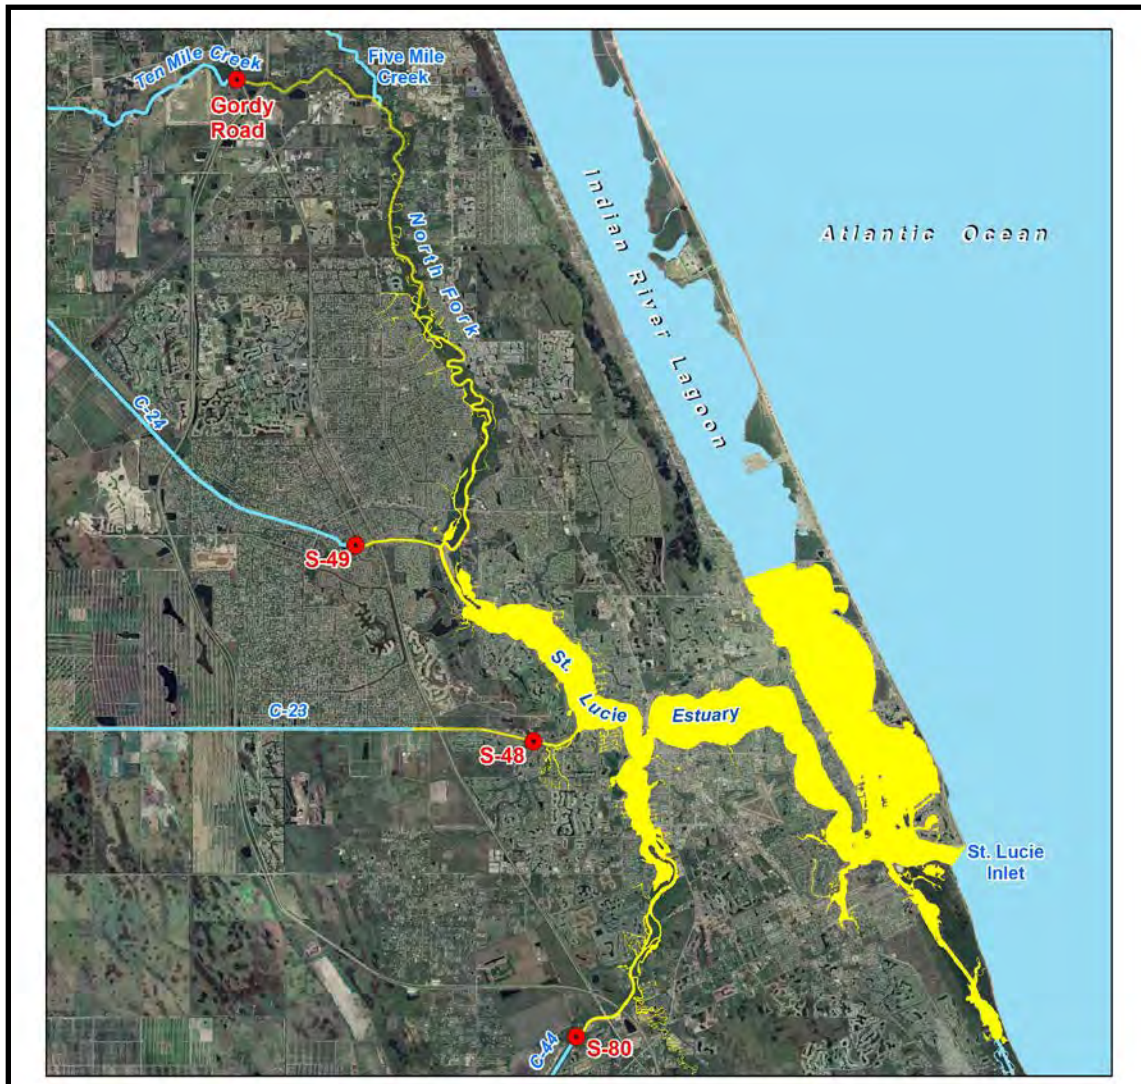 Ten Mile Creek
Five Mile
Creek
Gordy
Road
North Fork
Indian River Lagoon
Atlantic Ocean
C-24
S-49
St.
Lucie
Estuary
C-23
S-48
St. Lucie
Inlet
C-44
S-80